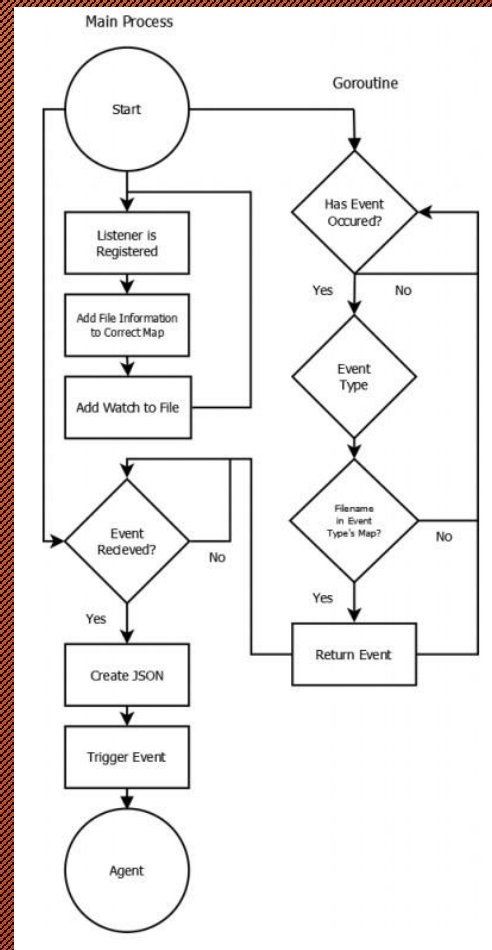 Main Process
Start
Goroutine
Has Event
Occured?
Listener is
Registered
Yes
No
Add File Information
to Correct Map
Event
Type
Add Watch to File
Filename
in Event
Type's Map?
Event
Recieved?
No
No
Yes
Yes
Return Event
Create JSON
Trigger Event
Agent